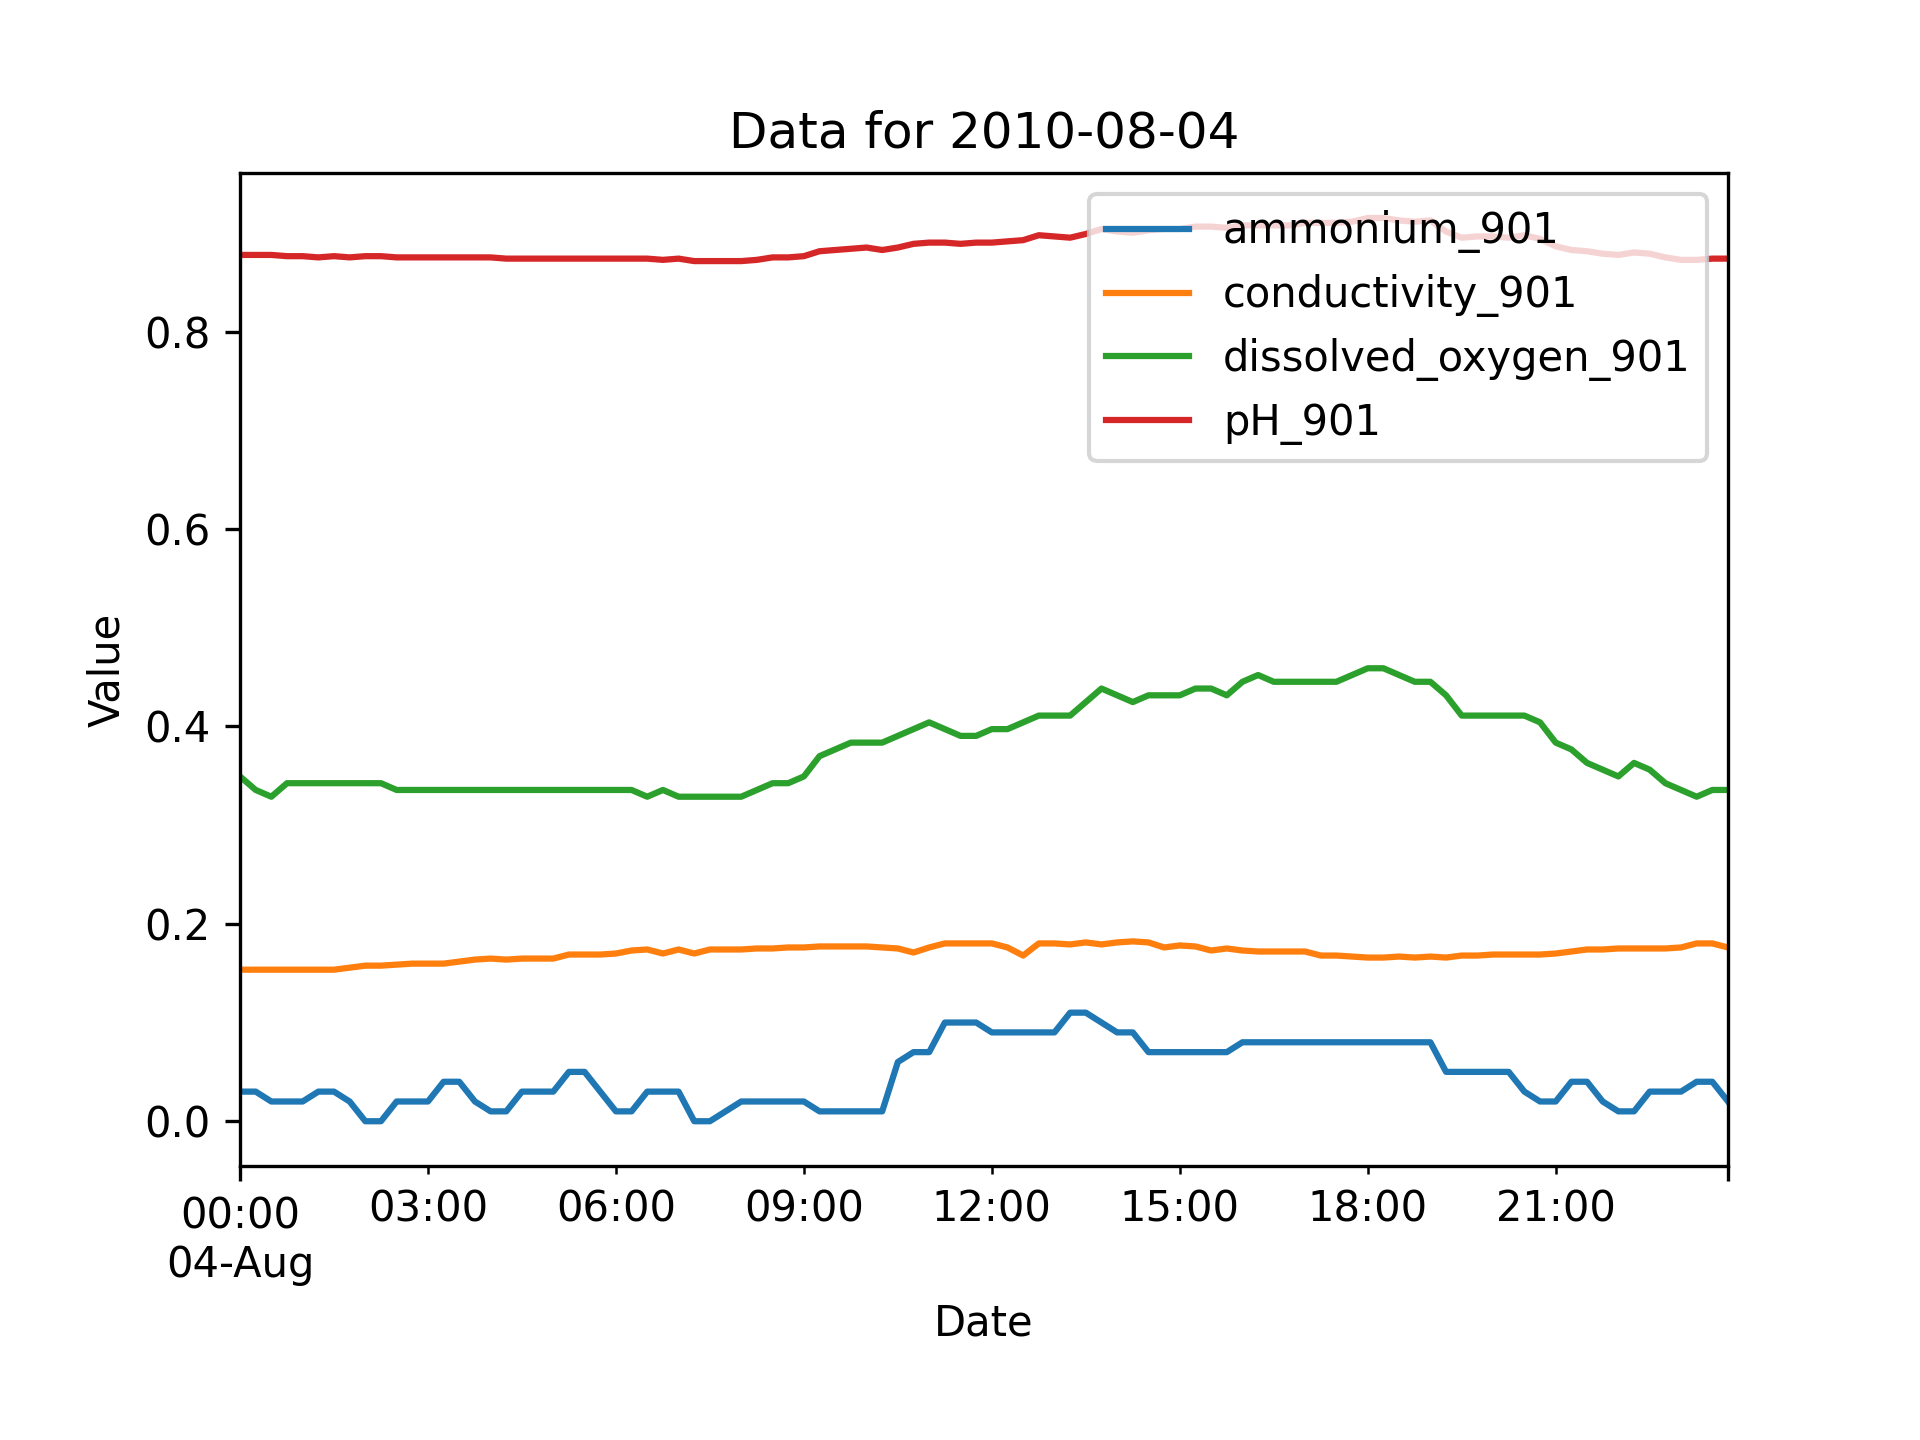 Data for 2010-08-04
ammonium_901
conductivity_901
dissolved_oxygen_901
pH_901
Value
0.8
0.6
0.4
0.2
0.0
00:00 03:00 06:00 09:00 12:00 15:00 18:00 21:00
04-Aug
Date